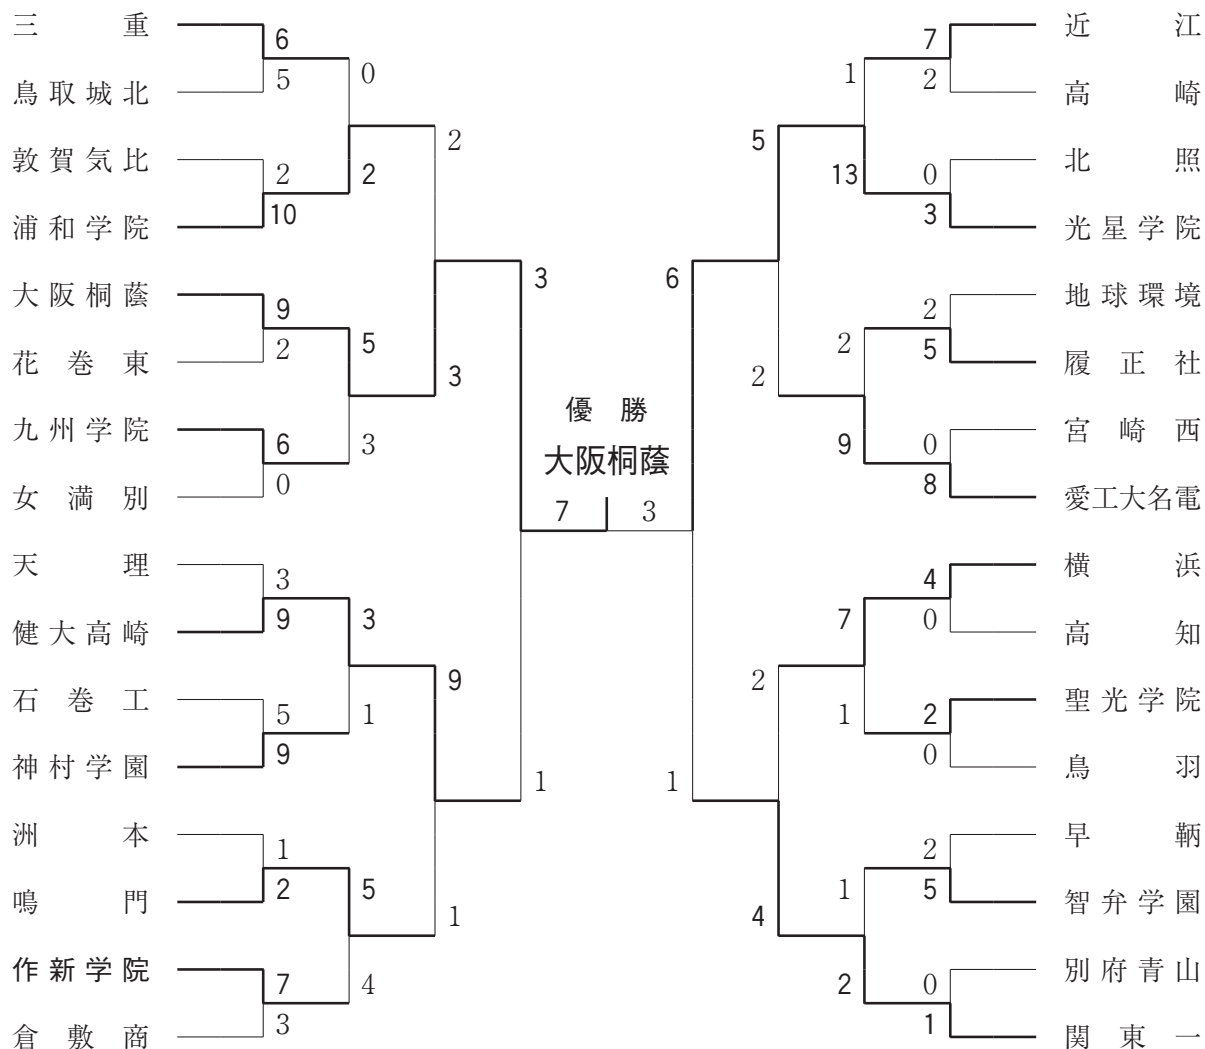 三重
6
鳥取城北
5
0
敦賀気比
2
2
浦和学院
10
2
大阪桐蔭
9
花巻東
2
5
九州学院
6
3
女満別
0
3
3
天理
3
健大高崎
9
3
石巻工
5
1
神村学園
9
9
洲本
1
鳴門
2
5
作新学院
7
4
倉敷商
3
1
1
優勝
大阪桐蔭
7 3
7
近江
2
高崎
1
0
北照
3
光星学院
13
5
2
地球環境
5
履正社
2
0
宮崎西
8
愛工大名電
9
2
6
4
横浜
0
高知
7
2
聖光学院
0
鳥羽
1
2
2
早鞆
5
智弁学園
1
0
別府青山
1
関東一
2
4
1